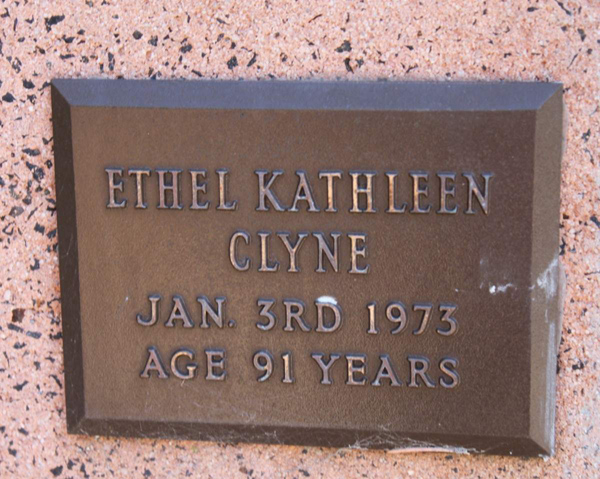 ETHEL KATHLEEN
CLYNE
JAN. 3RD 1973
AGE 91 YEARS